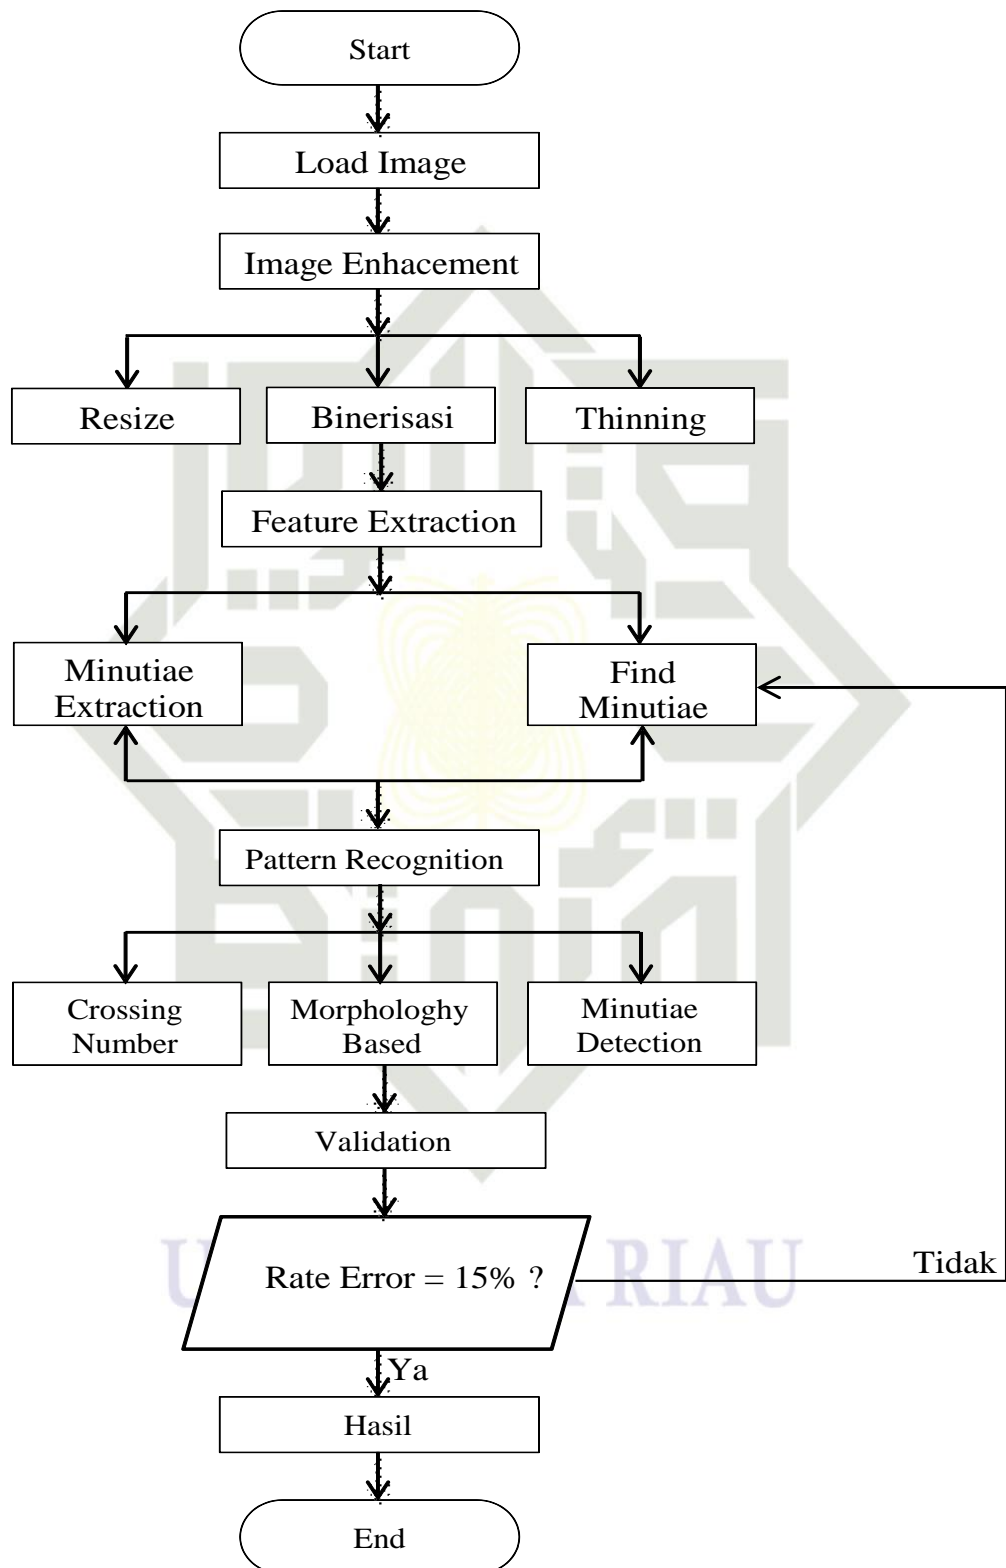 Start
Load Image
Image Enhacement
Resize
Binerisasi
Thinning
Feature Extraction
Minutiae
Extraction
Find
Minutiae
Pattern Recognition
Crossing
Number
Morphologhy
Based
Minutiae
Detection
Validation
Rate Error = 15% ?
Tidak
RIAU
Ya
Hasil
End